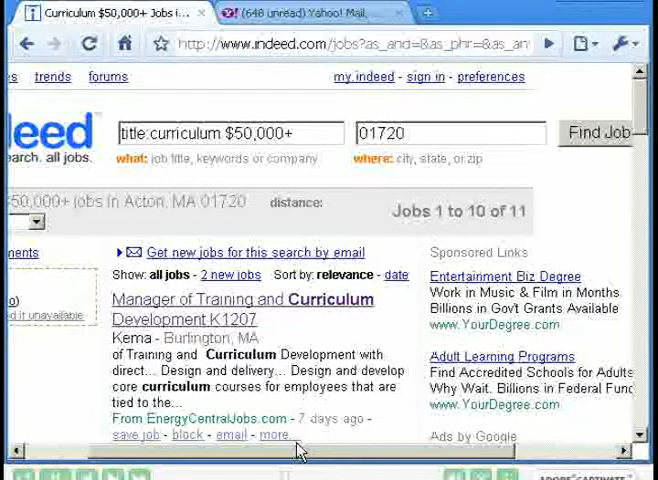 Curriculum $50,000+ Jobs i... (648 unread) Yahoo! Mail,
http://www.indeed.com/jobs?as_and=&as_phr=&as_an
trends forums my.indeed - sign in - preferences
deed title:curriculum $50,000+ 01720 Find Job
earch. all jobs. what: job title, keywords or company where: city, state, or zip
$50,000+ jobs in Acton, MA 01720 distance: Jobs 1 to 10 of 11
Get new jobs for this search by email Sponsored Links
Show: all jobs - 2 new jobs Sort by: relevance - date
Entertainment Biz Degree
Manager of Training and Curriculum
Development K1207
Work in Music & Film in Months
Billions in Gov't Grants Available
www.YourDegree.com
d it unavailable
Kema - Burlington, MA
of Training and Curriculum Development with
direct... Design and delivery... Design and develop
core curriculum courses for employees that are
tied to the...
From EnergyCentralJobs.com - 7 days ago -
save job - block - email - more...
Adult Learning Programs
Find Accredited Schools for Adults
Why Wait. Billions in Federal Fund
www.YourDegree.com
Ads by Google
ADOBE CAPTIVATE